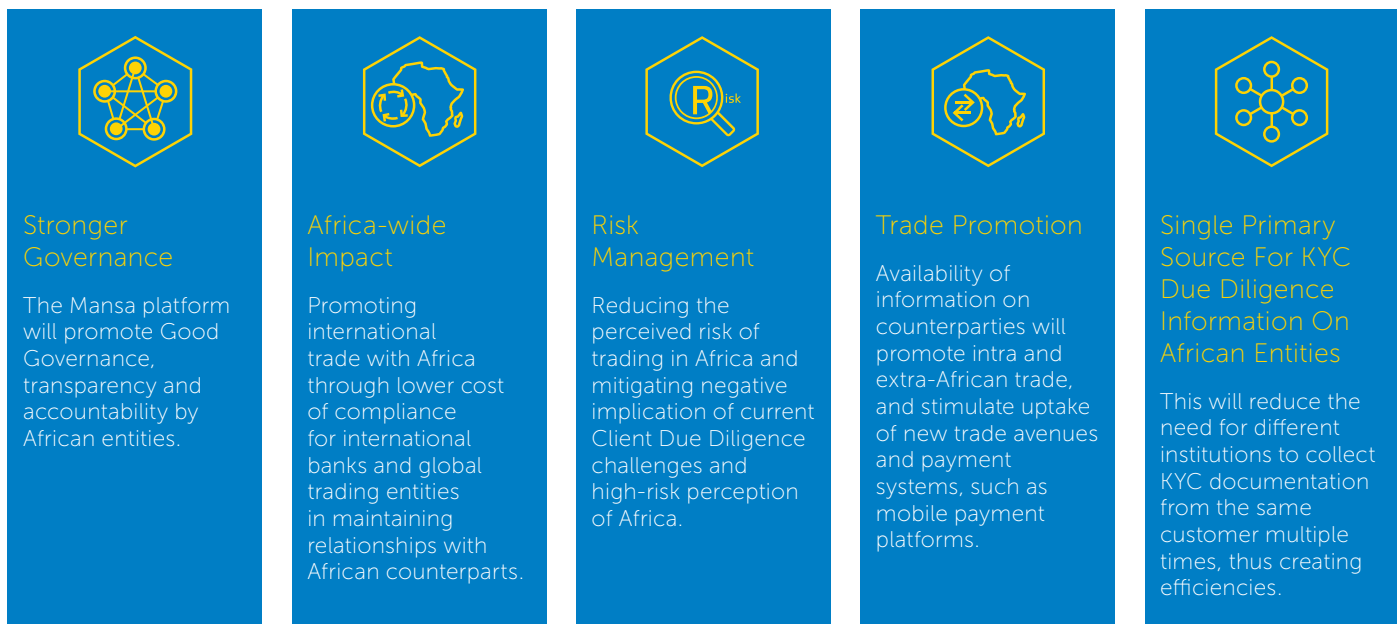 Stronger
Governance
The Mansa platform
will promote Good
Governance,
transparency and
accountability by
African entities.
Africa-wide
Impact
Promoting
international
trade with Africa
through lower cost
of compliance
for international
banks and global
trading entities
in maintaining
relationships with
African counterparts.
Risk
Risk
Management
Reducing the
perceived risk of
trading in Africa and
mitigating negative
implication of current
Client Due Diligence
challenges and
high-risk perception
of Africa.
Trade Promotion
Availability of
information on
counterparties will
promote intra and
extra-African trade,
and stimulate uptake
of new trade avenues
and payment
systems, such as
mobile payment
platforms.
Single Primary
Source For KYC
Due Diligence
Information On
African Entities
This will reduce the
need for different
institutions to collect
KYC documentation
from the same
customer multiple
times, thus creating
efficiencies.